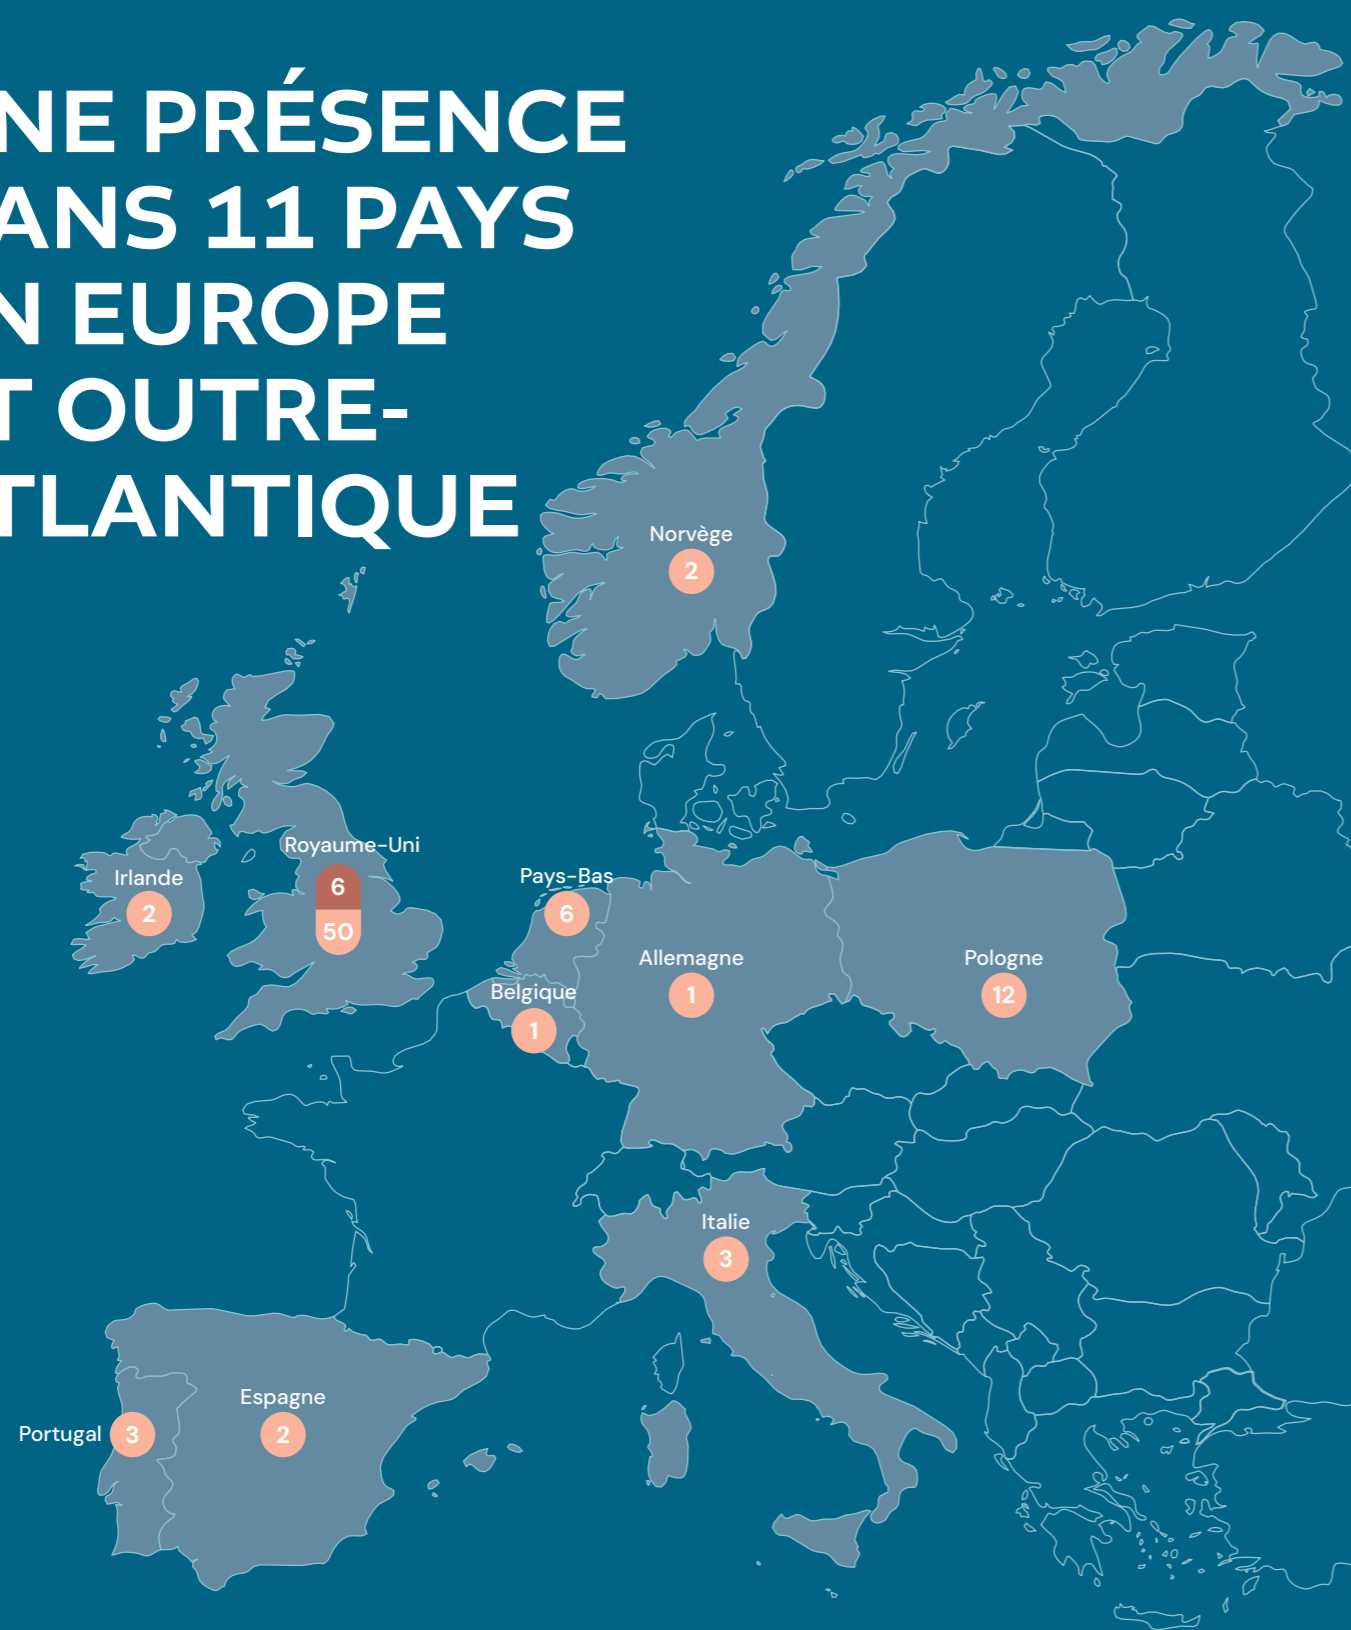 NE PRÉSENCE
ANS 11 PAYS
N EUROPE
T OUTRE-
TLANTIQUE
Norvège
2
Royaume-Uni
6
50
Irlande
2
Pays-Bas
6
Allemagne
1
Pologne
12
Belgique
1
Italie
3
Espagne
2
Portugal 3